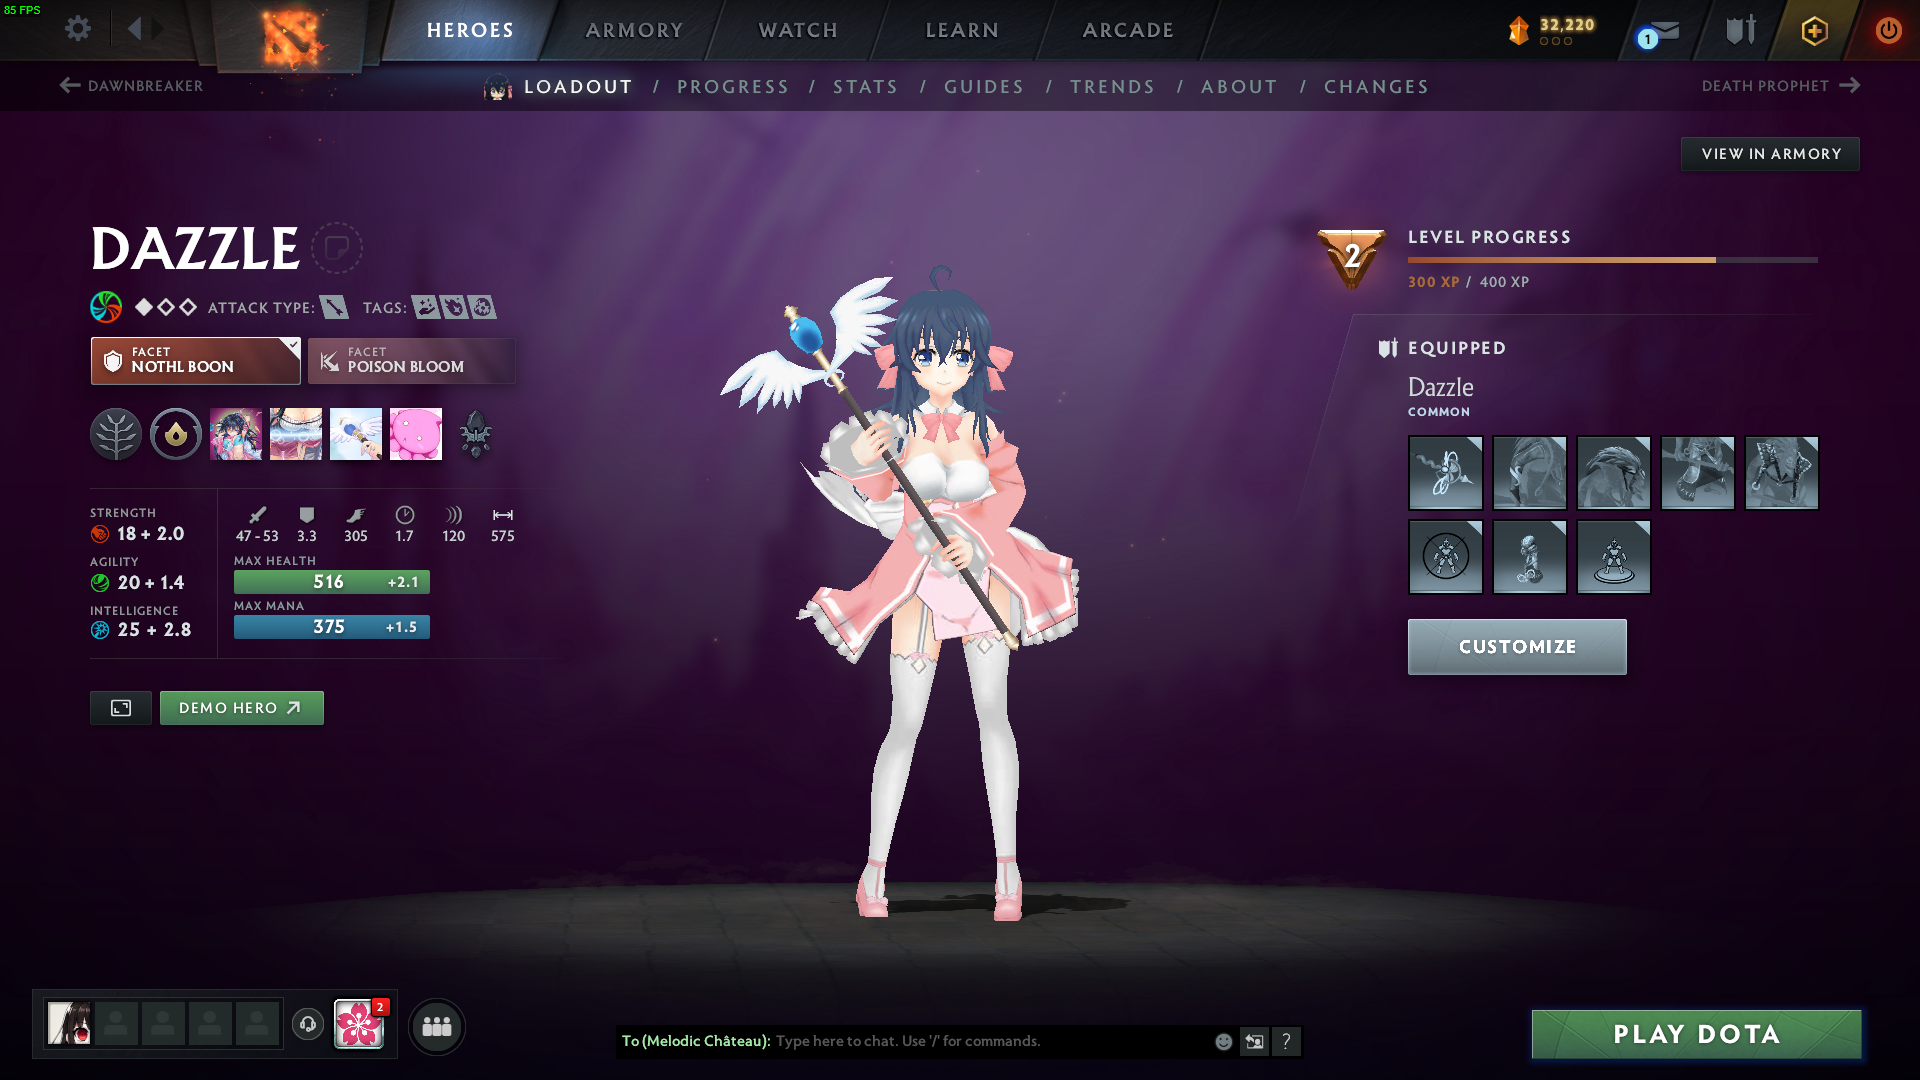 85 FPS
HEROES
ARMORY
WATCH
LEARN
ARCADE
32,220
1
DAWNBREAKER
LOADOUT / PROGRESS / STATS / GUIDES / TRENDS / ABOUT / CHANGES
DEATH PROPHET
VIEW IN ARMORY
DAZZLE
ATTACK TYPE:
TAGS:
FACET
NOTHL BOON
FACET
POISON BLOOM
STRENGTH
18 + 2.0
AGILITY
20 + 1.4
INTELLIGENCE
25 + 2.8
47 - 53
3.3
305
1.7
120
575
MAX HEALTH
516
+2.1
MAX MANA
375
+1.5
DEMO HERO
2
LEVEL PROGRESS
300 XP / 400 XP
EQUIPPED
Dazzle
COMMON
CUSTOMIZE
2
To (Melodic Château): Type here to chat. Use '/' for commands.
?
PLAY DOTA